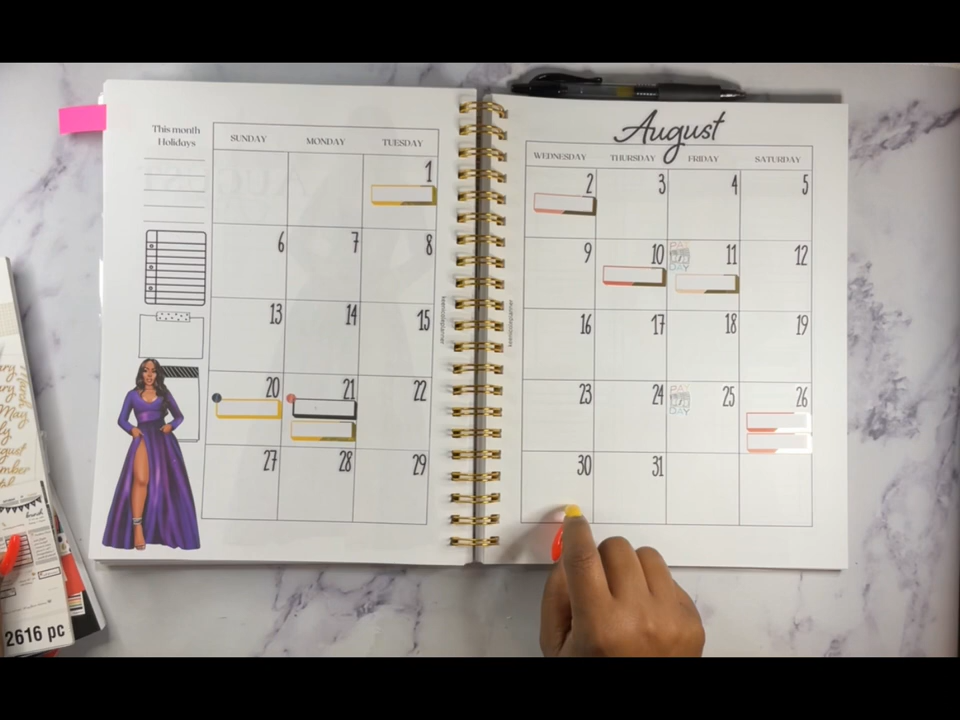 This month
Holidays
SUNDAY
MONDAY
TUESDAY
1
6
7
8
13
14
15
20
21
22
27
28
29
August
WEDNESDAY
THURSDAY
FRIDAY
SATURDAY
2
3
4
5
9
10
PAY
DAY
11
12
16
17
18
19
23
24
PAY
DAY
25
26
30
31
May
2616 pc